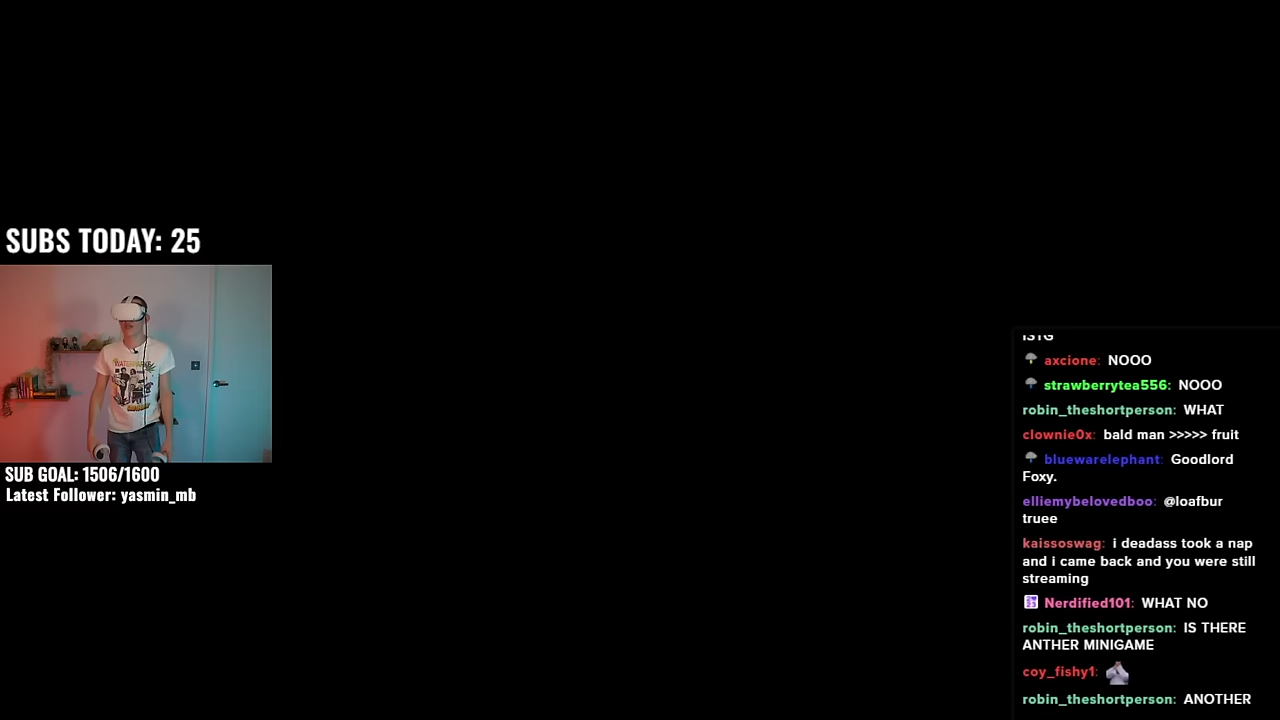 SUBS TODAY: 25
SUB GOAL: 1506/1600
Latest Follower: yasmin_mb
ISTG
axcione: NOOO
strawberrytea556: NOOO
robin_theshortperson: WHAT
clownie0x: bald man >>>>> fruit
bluewarelephant: Goodlord
Foxy.
elliemybelovedboo: @loafbur
truee
kaissoswag: i deadass took a nap
and i came back and you were still
streaming
Nerdified101: WHAT NO
robin_theshortperson: IS THERE
ANTHER MINIGAME
coy_fishy1:
robin_theshortperson: ANOTHER